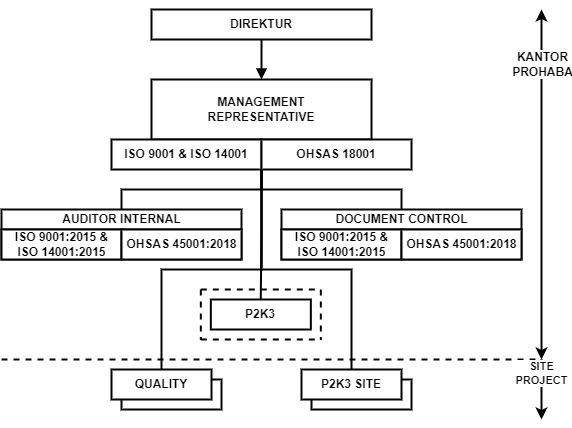 DIREKTUR
KANTOR
PROHABA
MANAGEMENT
REPRESENTATIVE
ISO 9001 & ISO 14001
OHSAS 18001
AUDITOR INTERNAL
ISO 9001:2015 &
ISO 14001:2015
OHSAS 45001:2018
DOCUMENT CONTROL
ISO 9001:2015 &
ISO 14001:2015
OHSAS 45001:2018
P2K3
SITE
PROJECT
QUALITY
P2K3 SITE